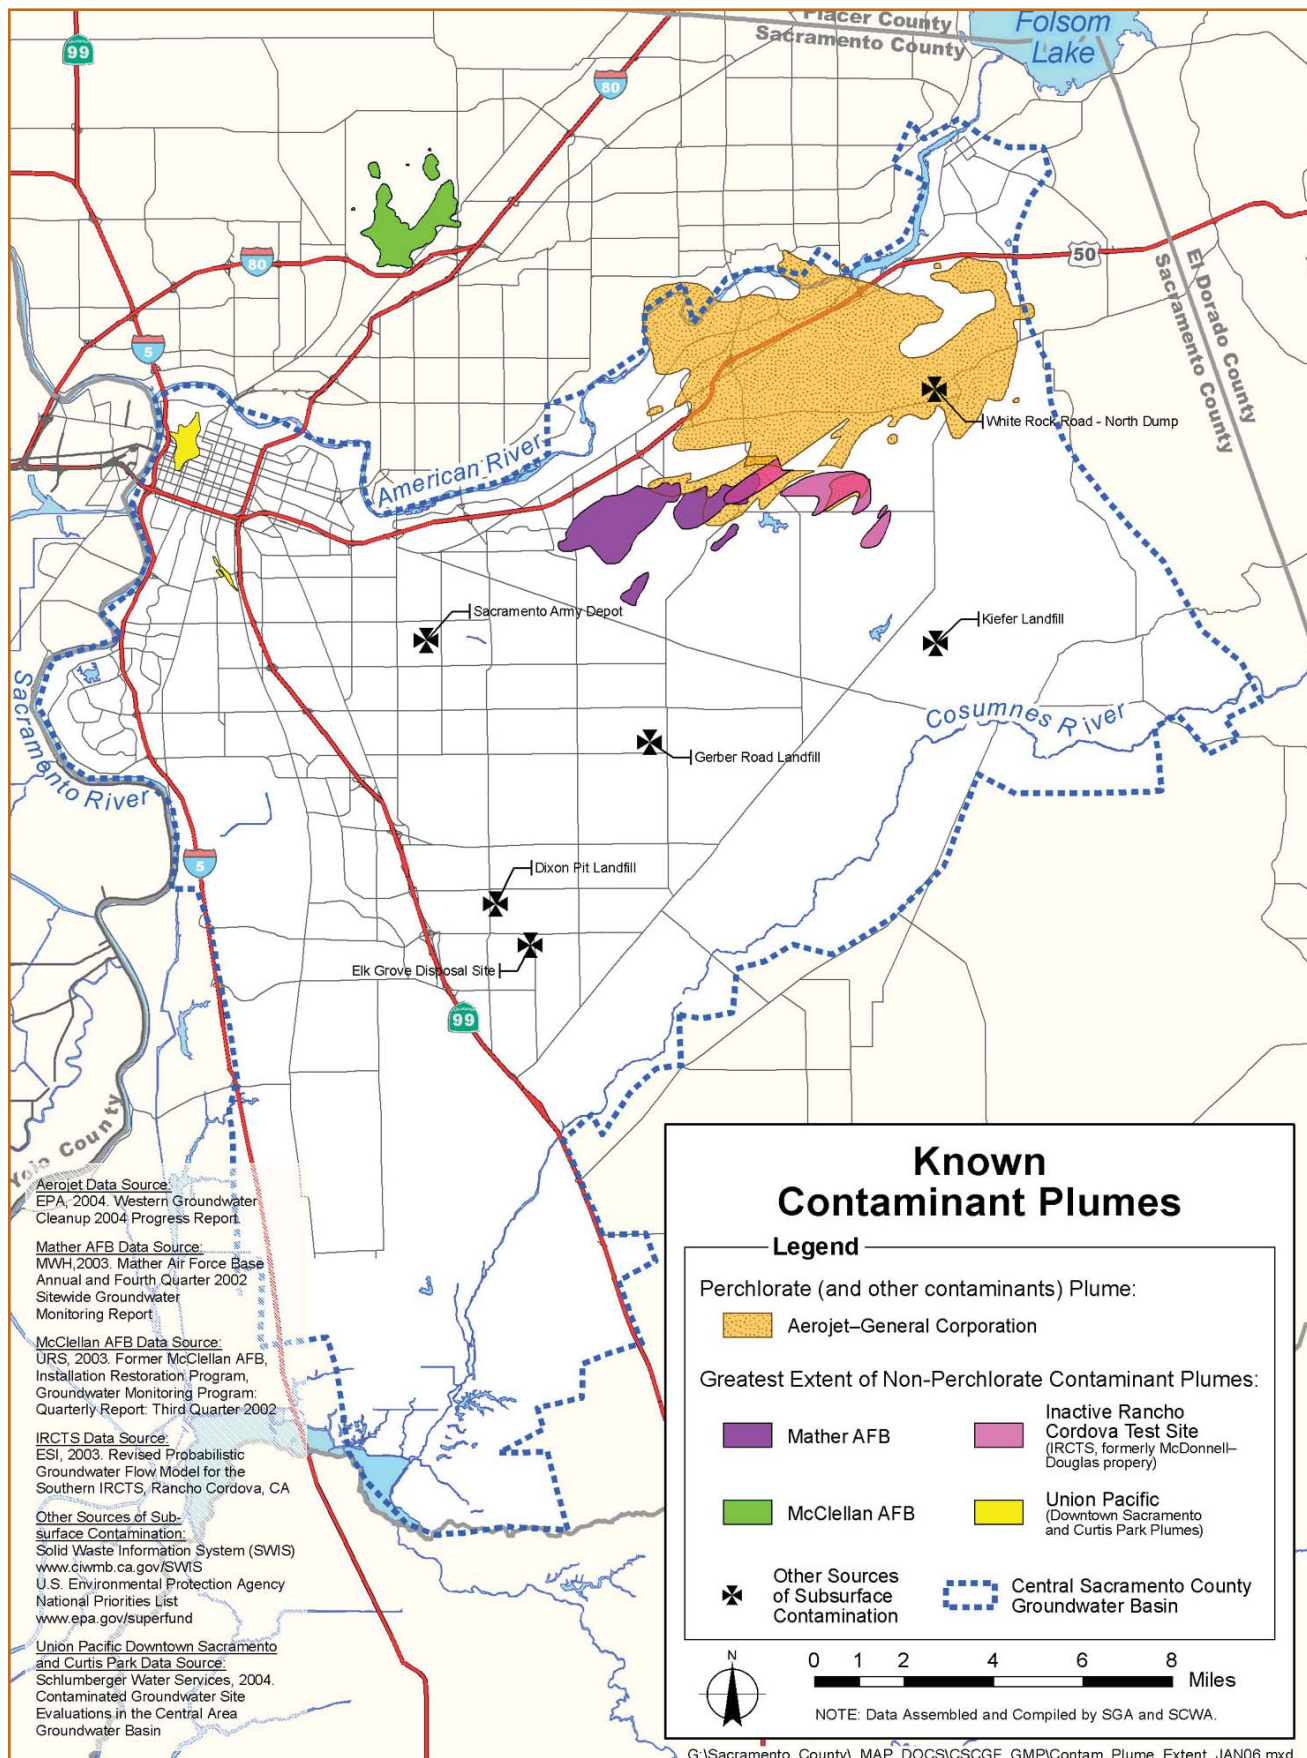 Placer County
Sacramento County
Folsom
Lake
99
80
80
50
El Dorado County
Sacramento County
5
White Rock Road - North Dump
American River
Sacramento Army Depot
Kiefer Landfill
Sacramento River
Cosumnes River
Gerber Road Landfill
5
Dixon Pit Landfill
Elk Grove Disposal Site
99
Yolo County
Aerojet Data Source:
EPA, 2004. Western Groundwater
Cleanup 2004 Progress Report.
Mather AFB Data Source:
MWH,2003. Mather Air Force Base
Annual and Fourth Quarter 2002
Sitewide Groundwater
Monitoring Report
McClellan AFB Data Source:
URS, 2003. Former McClellan AFB,
Installation Restoration Program,
Groundwater Monitoring Program:
Quarterly Report: Third Quarter 2002
IRCTS Data Source:
ESI, 2003. Revised Probabilistic
Groundwater Flow Model for the
Southern IRCTS, Rancho Cordova, CA
Other Sources of Sub-
surface Contamination:
Solid Waste Information System (SWIS)
www.ciwmb.ca.gov/SWIS
U.S. Environmental Protection Agency
National Priorities List
www.epa.gov/superfund
Union Pacific Downtown Sacramento
and Curtis Park Data Source:
Schlumberger Water Services, 2004.
Contaminated Groundwater Site
Evaluations in the Central Area
Groundwater Basin
Known
Contaminant Plumes
Legend
Perchlorate (and other contaminants) Plume:
Aerojet–General Corporation
Greatest Extent of Non-Perchlorate Contaminant Plumes:
Mather AFB
Inactive Rancho
Cordova Test Site
(IRCTS, formerly McDonnell–
Douglas propery)
McClellan AFB
Union Pacific
(Downtown Sacramento
and Curtis Park Plumes)
Other Sources
of Subsurface
Contamination
Central Sacramento County
Groundwater Basin
N
0 1 2 4 6 8
Miles
NOTE: Data Assembled and Compiled by SGA and SCWA.
G:\Sacramento_County\_MAP_DOCS\CSCGF_GMP\Contam_Plume_Extent_JAN06.mxd